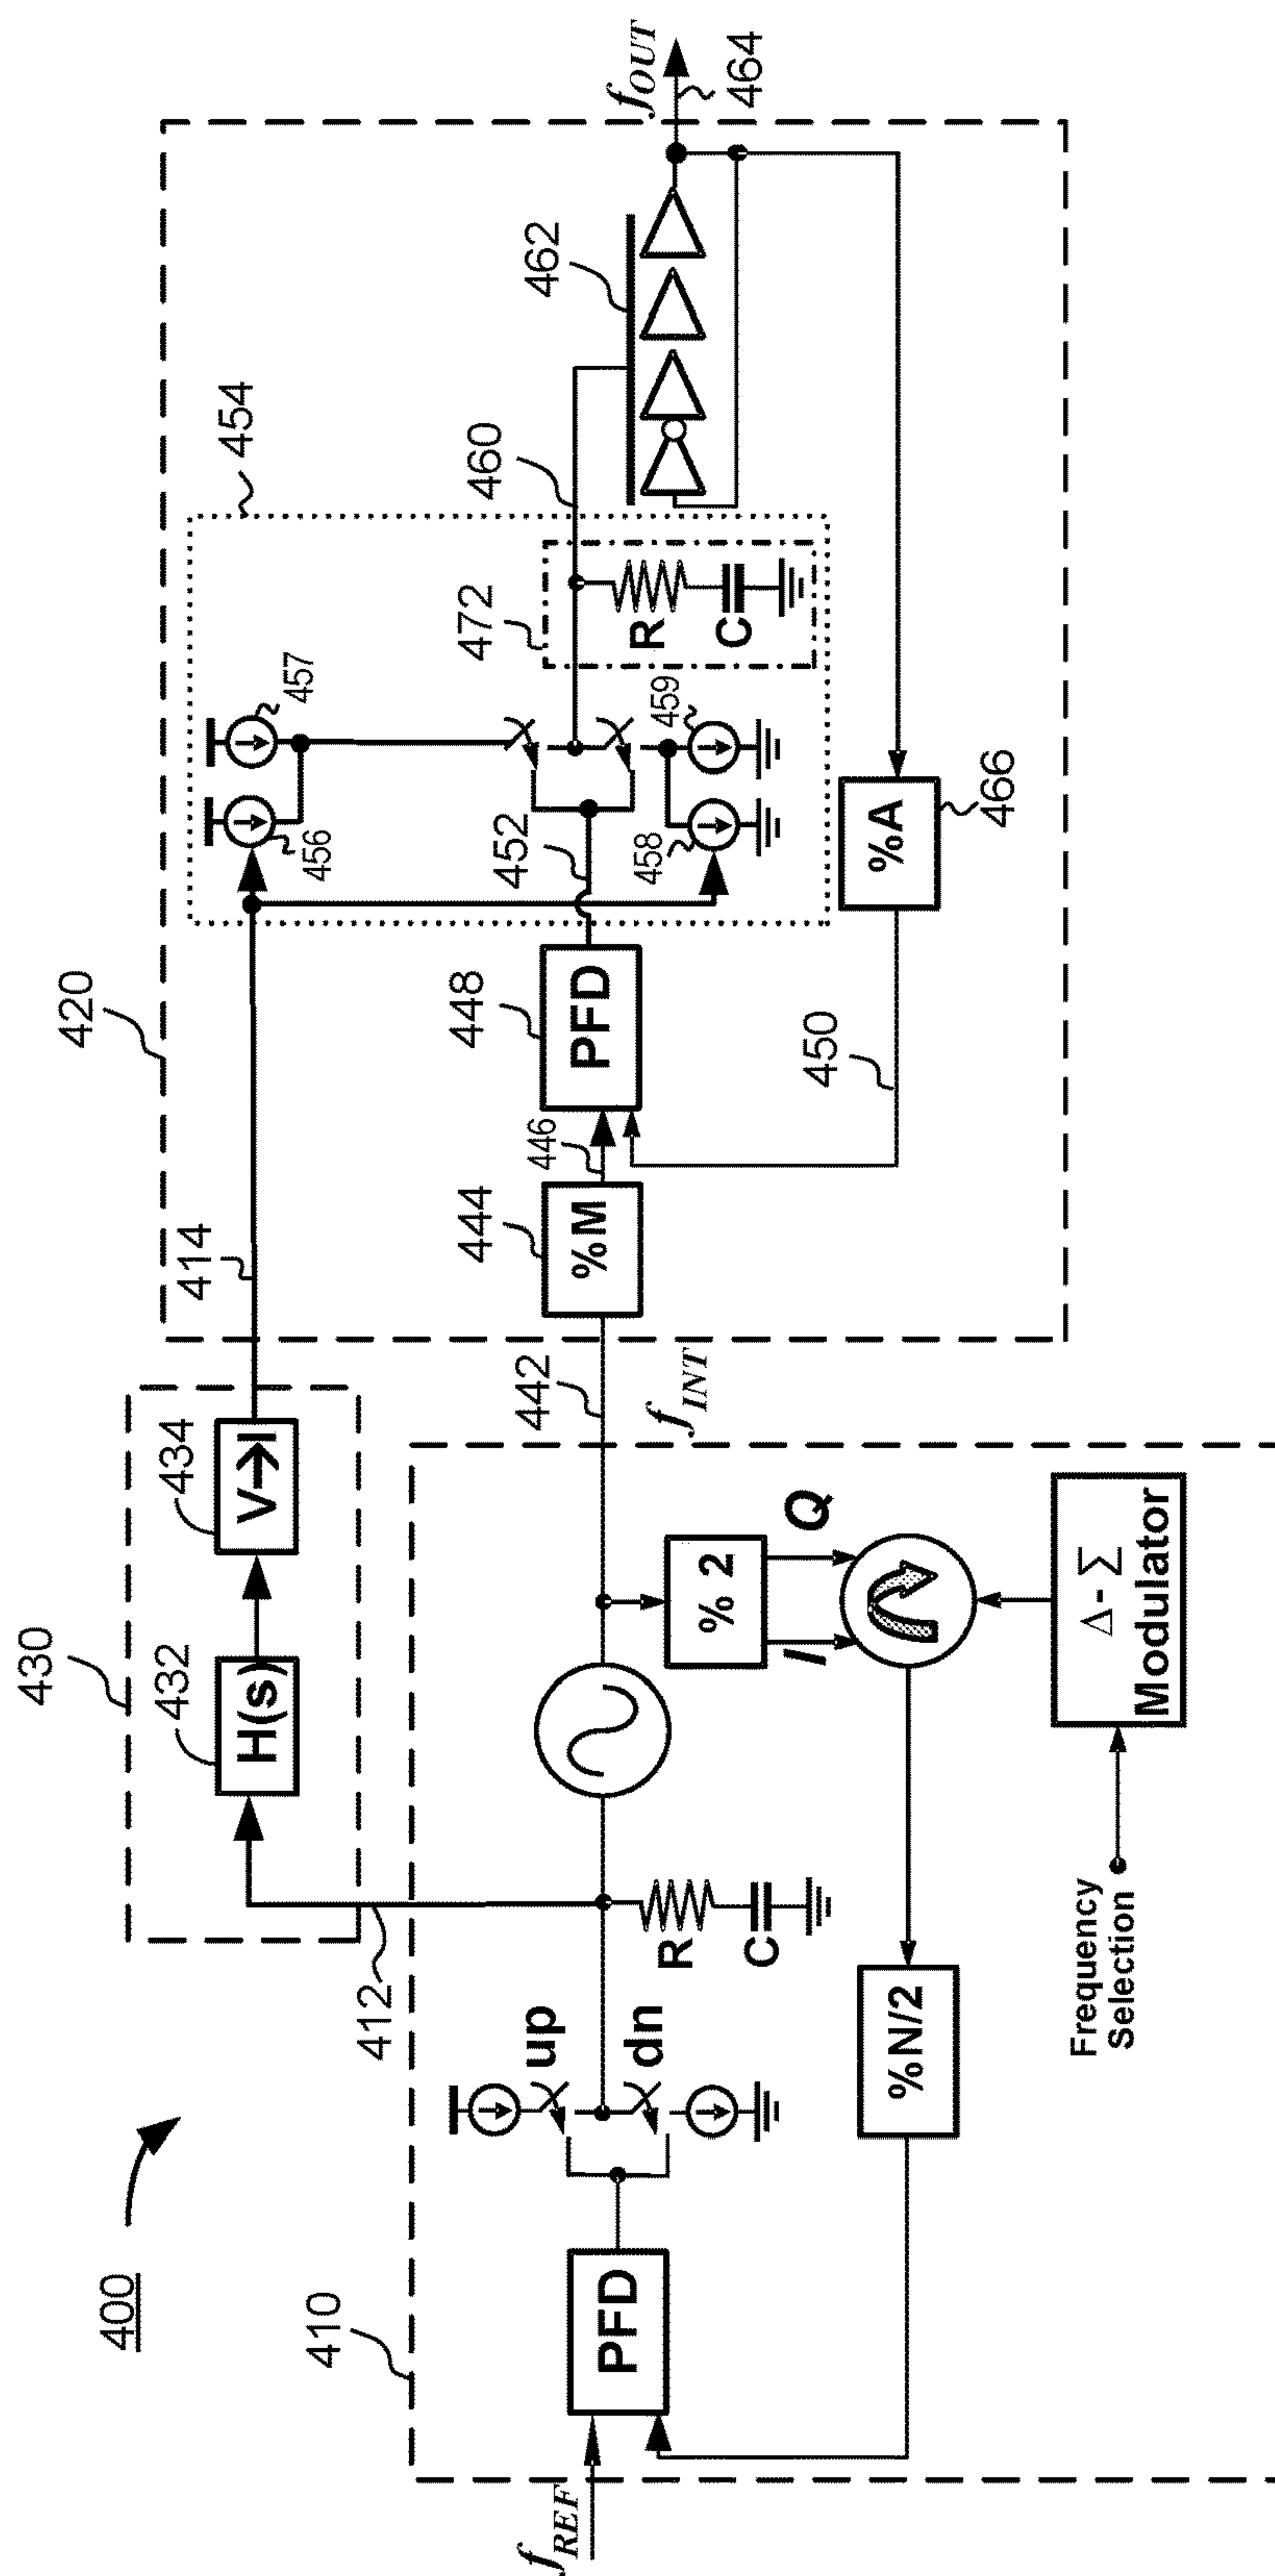 400
410
f_REF
PFD
up
dn
R
C
412
430
432
H(s)
434
V→I
414
% 2
I
Q
%N/2
Δ-Σ
Modulator
Frequency
Selection
442
f_INT
420
444
%M
446
448
PFD
450
452
454
456
457
458
459
472
R
C
460
462
f_OUT
464
%A
466